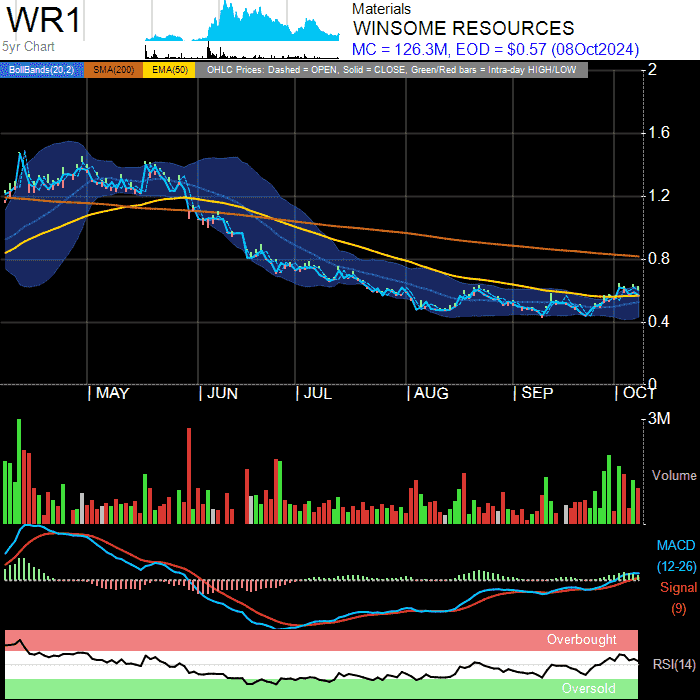 WR1
5yr Chart
Materials
WINSOME RESOURCES
MC = 126.3M, EOD = $0.57 (08Oct2024)
BollBands(20,2) SMA(200) EMA(50) OHLC Prices: Dashed = OPEN, Solid = CLOSE, Green/Red bars = Intra-day HIGH/LOW
2
1.6
1.2
0.8
0.4
0
| MAY | JUN | JUL | AUG | SEP | OCT
3M
Volume
MACD
(12-26)
Signal
(9)
Overbought
RSI(14)
Oversold